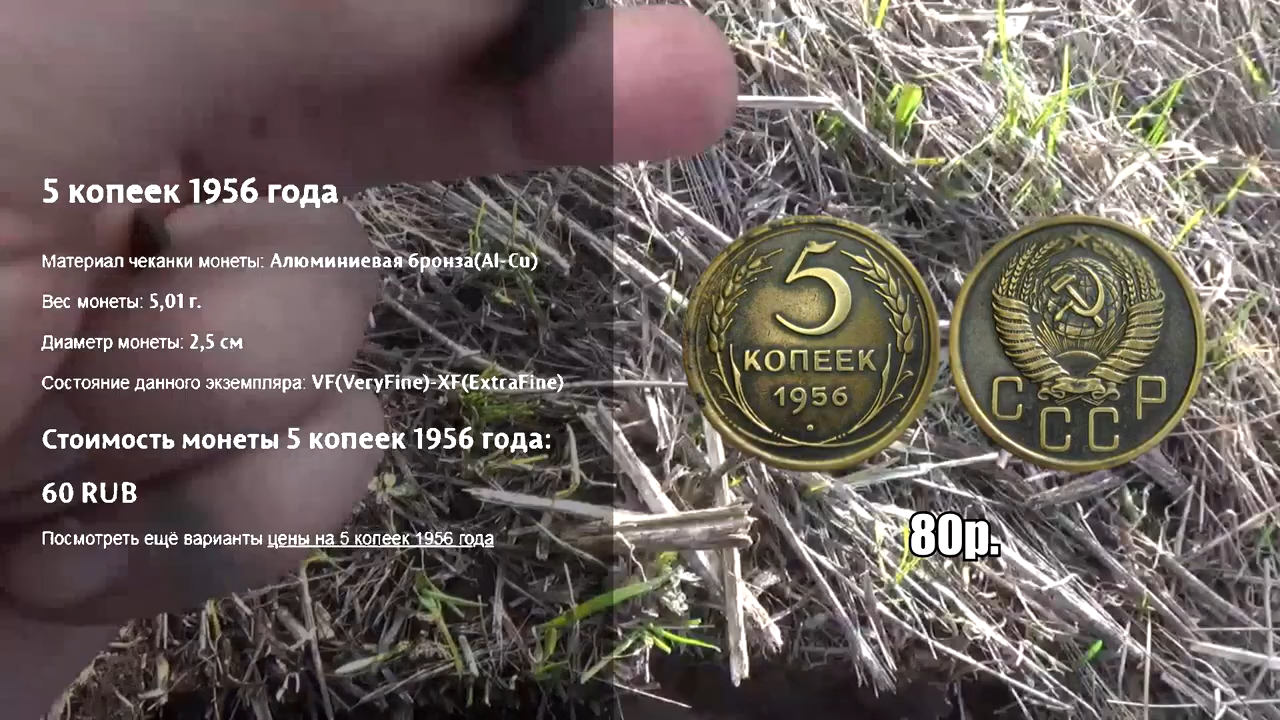 5 копеек 1956 года
Материал чеканки монеты: Алюминиевая бронза(Al-Cu)
Вес монеты: 5,01 г.
Диаметр монеты: 2,5 см
Состояние данного экземпляра: VF(VeryFine)-XF(ExtraFine)
Стоимость монеты 5 копеек 1956 года:
60 RUB
Посмотреть ещё варианты цены на 5 копеек 1956 года
5
КОПЕЕК
1956
С С С Р
80р.